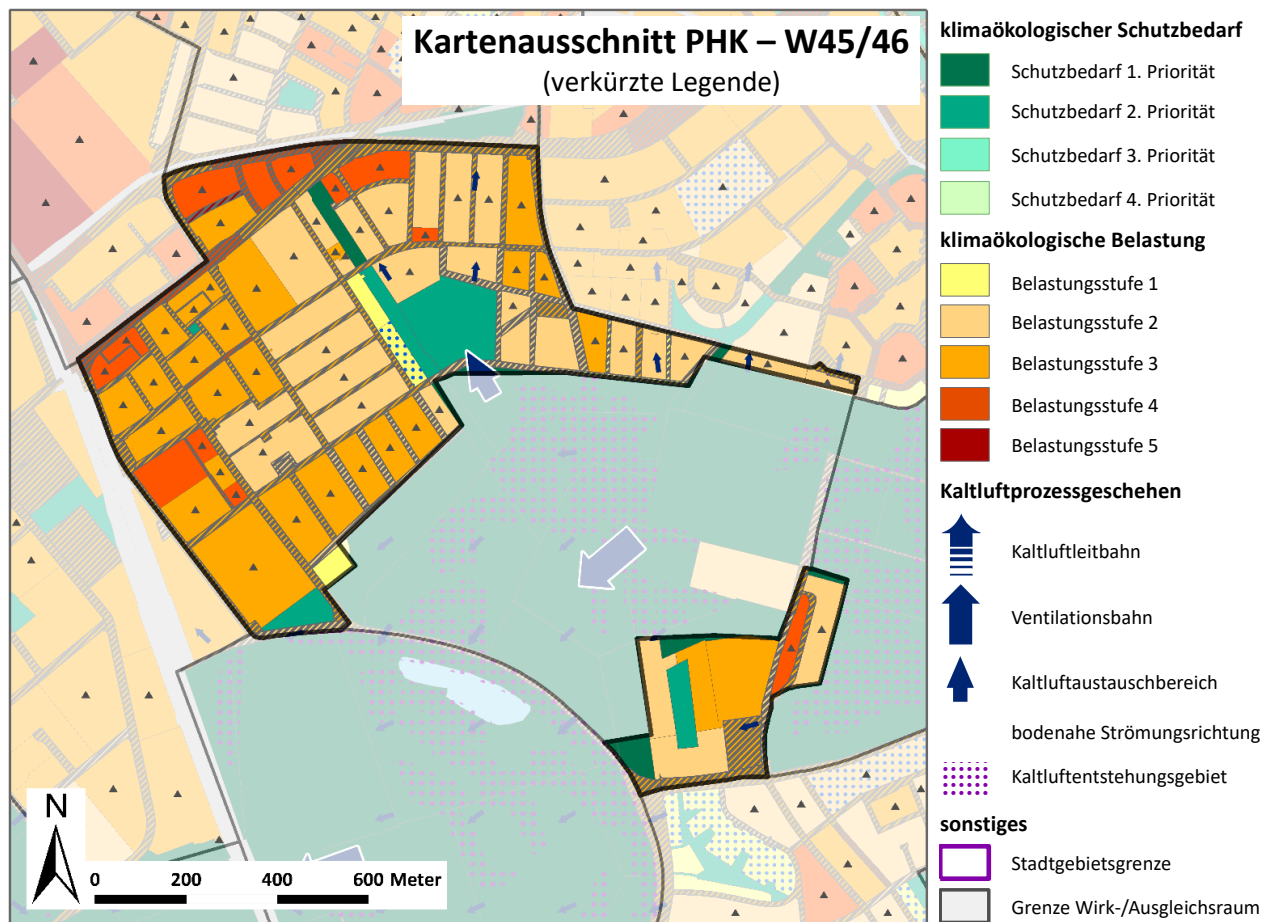 Kartenausschnitt PHK – W45/46
(verkürzte Legende)
klimaökologischer Schutzbedarf
Schutzbedarf 1. Priorität
Schutzbedarf 2. Priorität
Schutzbedarf 3. Priorität
Schutzbedarf 4. Priorität
klimaökologische Belastung
Belastungsstufe 1
Belastungsstufe 2
Belastungsstufe 3
Belastungsstufe 4
Belastungsstufe 5
Kaltluftprozessgeschehen
Kaltluftleitbahn
Ventilationsbahn
Kaltluftaustauschbereich
bodenahe Strömungsrichtung
Kaltluftentstehungsgebiet
sonstiges
Stadtgebietsgrenze
Grenze Wirk-/Ausgleichsraum
N
0 200 400 600 Meter